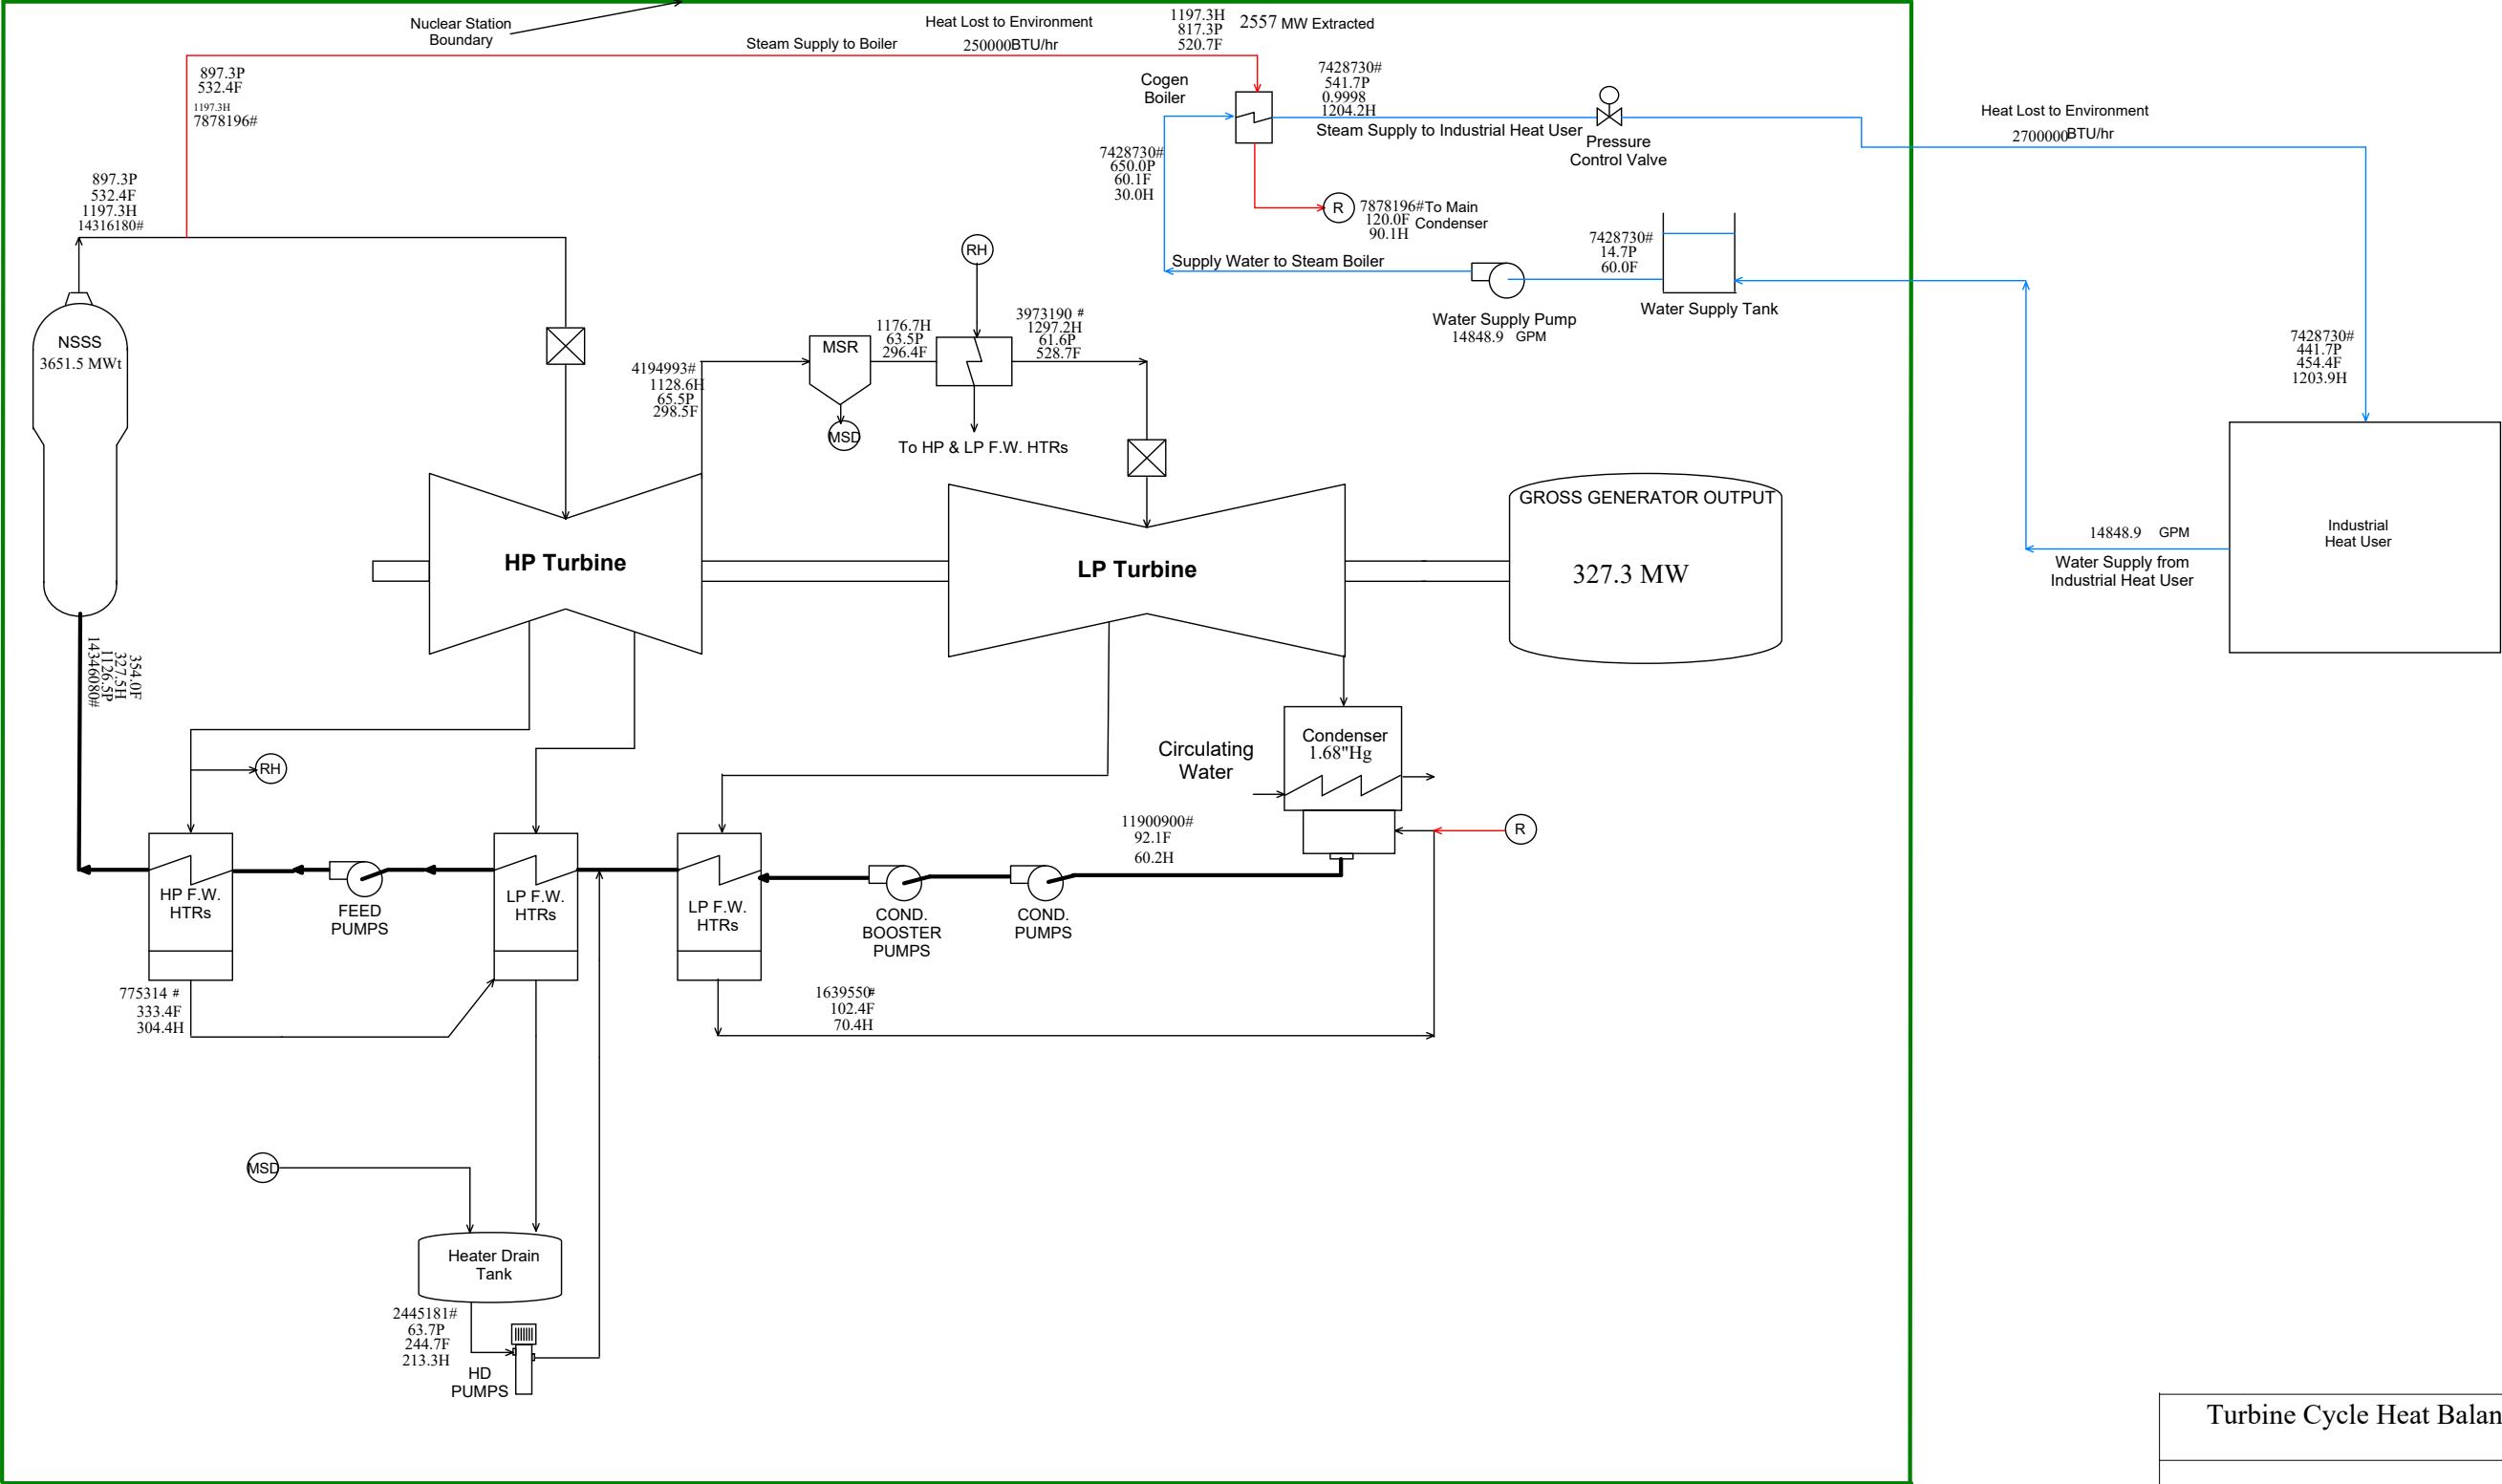 Nuclear Station
Boundary
Steam Supply to Boiler
Heat Lost to Environment
250000BTU/hr
1197.3H
817.3P
520.7F
2557 MW Extracted
897.3P
532.4F
1197.3H
7878196#
Cogen
Boiler
7428730#
541.7P
0.9998
1204.2H
Steam Supply to Industrial Heat User
Pressure
Control Valve
Heat Lost to Environment
2700000BTU/hr
7428730#
650.0P
60.1F
30.0H
897.3P
532.4F
1197.3H
14316180#
R
7878196#To Main
120.0F Condenser
90.1H
RH
Supply Water to Steam Boiler
7428730#
14.7P
60.0F
Water Supply Tank
Water Supply Pump
14848.9 GPM
NSSS
3651.5 MWt
4194993#
1128.6H
65.5P
298.5F
MSR
MSD
1176.7H
63.5P
296.4F
3973190 #
1297.2H
61.6P
528.7F
To HP & LP F.W. HTRs
7428730#
441.7P
454.4F
1203.9H
HP Turbine
LP Turbine
GROSS GENERATOR OUTPUT
327.3 MW
14848.9 GPM
Water Supply from
Industrial Heat User
Industrial
Heat User
354.0F
327.5H
1126.5P
14346080#
RH
Circulating
Water
Condenser
1.68"Hg
R
11900900#
92.1F
60.2H
HP F.W.
HTRs
FEED
PUMPS
LP F.W.
HTRs
LP F.W.
HTRs
COND.
BOOSTER
PUMPS
COND.
PUMPS
775314 #
333.4F
304.4H
1639550#
102.4F
70.4H
MSD
Heater Drain
Tank
2445181#
63.7P
244.7F
213.3H
HD
PUMPS
Turbine Cycle Heat Balan